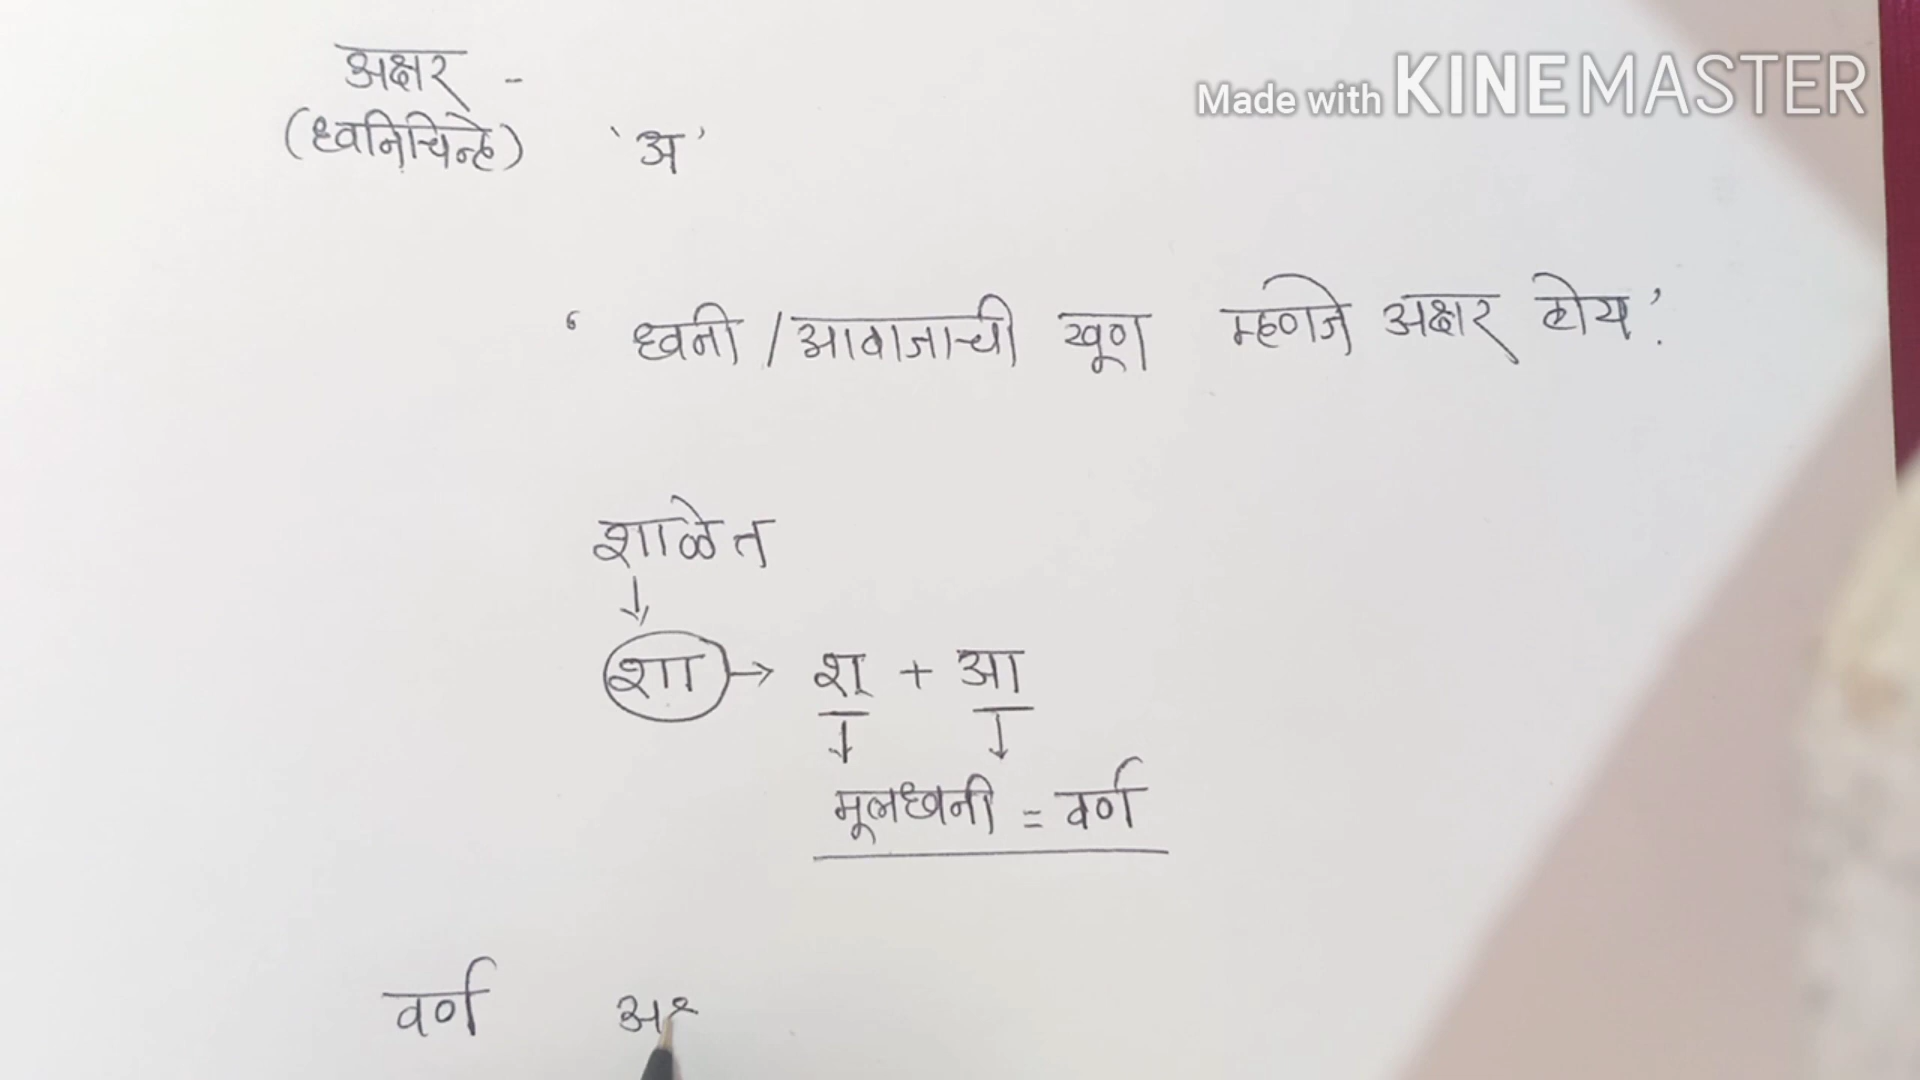 अक्षर -
Made with KINEMASTER
(ध्वनिचिन्हे) 'अ'
' ध्वनी / आवाजाची खूण म्हणजे अक्षर होय.'
शाळेत
↓
शा → श् + आ
↓ ↓
मूलध्वनी = वर्ण
वर्ण